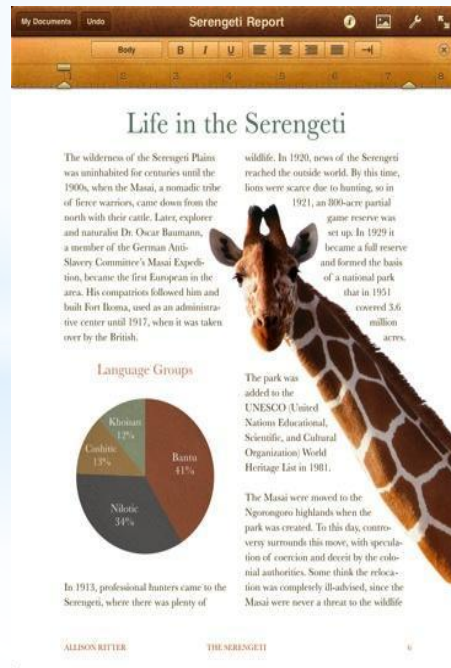 My Documents
Undo
Serengeti Report
Body
B I U
2 3 4 5 6 7 8
Life in the Serengeti
The wilderness of the Serengeti Plains
was uninhabited for centuries until the
1900s, when the Masai, a nomadic tribe
of fierce warriors, came down from the
north with their cattle. Later, explorer
and naturalist Dr. Oscar Baumann,
a member of the German Anti-
Slavery Committee's Masai Expedi-
tion, became the first European in the
area. His compatriots followed him and
built Fort Ikoma, used as an administra-
tive center until 1917, when it was taken
over by the British.
Language Groups
Khoisan
12%
Cushitic
13%
Bantu
41%
Nilotic
34%
In 1913, professional hunters came to the
Serengeti, where there was plenty of
wildlife. In 1920, news of the Serengeti
reached the outside world. By this time,
lions were scarce due to hunting, so in
1921, an 800-acre partial
game reserve was
set up. In 1929 it
became a full reserve
and formed the basis
of a national park
that in 1951
covered 3.6
million
acres.
The park was
added to the
UNESCO (United
Nations Educational,
Scientific, and Cultural
Organization) World
Heritage List in 1981.
The Masai were moved to the
Ngorongoro highlands when the
park was created. To this day, contro-
versy surrounds this move, with specula-
tion of coercion and deceit by the colo-
nial authorities. Some think the reloca-
tion was completely ill-advised, since the
Masai were never a threat to the wildlife
ALLISON RITTER
THE SERENGETI
6